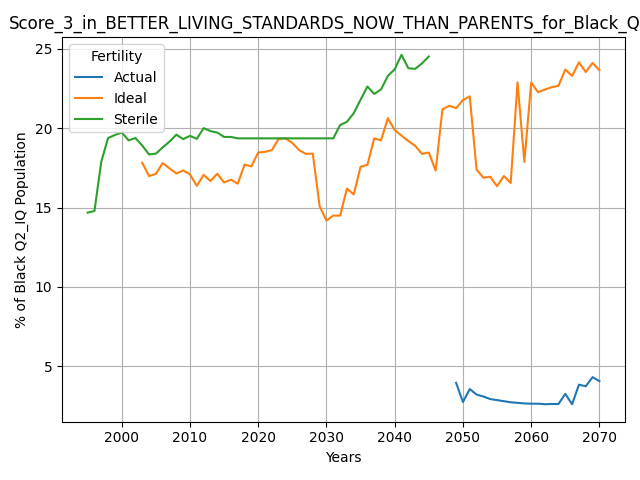 Score_3_in_BETTER_LIVING_STANDARDS_NOW_THAN_PARENTS_for_Black_Q
25
20
15
10
5
% of Black Q2_IQ Population
Fertility
Actual
Ideal
Sterile
2000 2010 2020 2030 2040 2050 2060 2070
Years